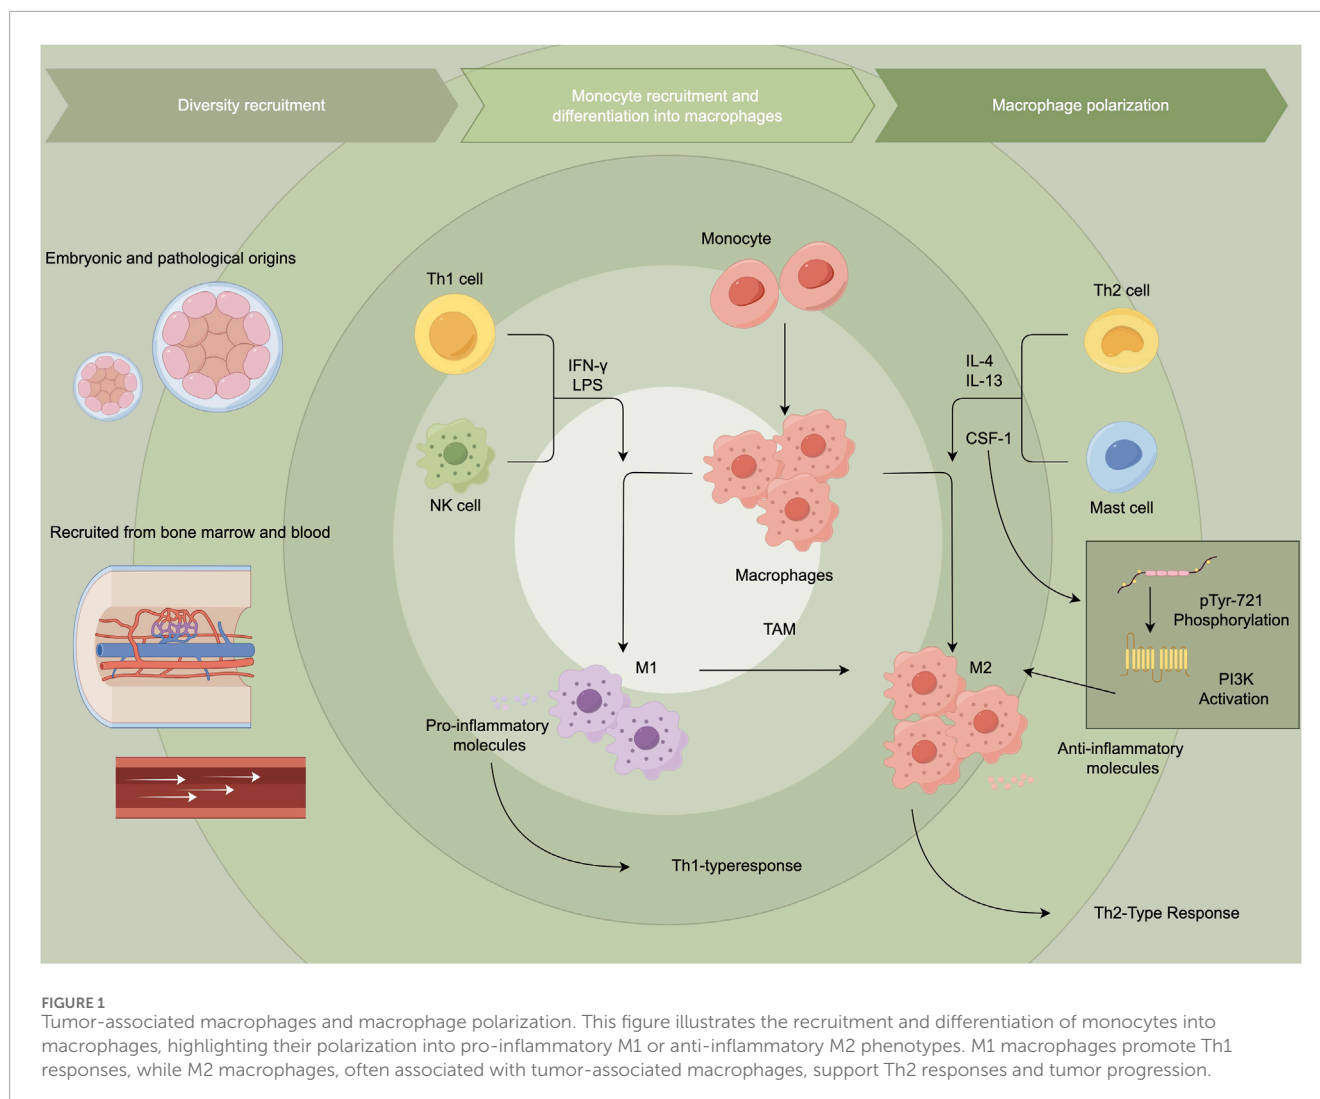 Diversity recruitment
Monocyte recruitment and
differentiation into macrophages
Macrophage polarization
Embryonic and pathological origins
Recruited from bone marrow and blood
Th1 cell
NK cell
IFN-γ
LPS
Monocyte
Macrophages
TAM
Th2 cell
IL-4
IL-13
CSF-1
Mast cell
pTyr-721
Phosphorylation
PI3K
Activation
M1
M2
Pro-inflammatory
molecules
Anti-inflammatory
molecules
Th1-typeresponse
Th2-Type Response
FIGURE 1
Tumor-associated macrophages and macrophage polarization. This figure illustrates the recruitment and differentiation of monocytes into
macrophages, highlighting their polarization into pro-inflammatory M1 or anti-inflammatory M2 phenotypes. M1 macrophages promote Th1
responses, while M2 macrophages, often associated with tumor-associated macrophages, support Th2 responses and tumor progression.